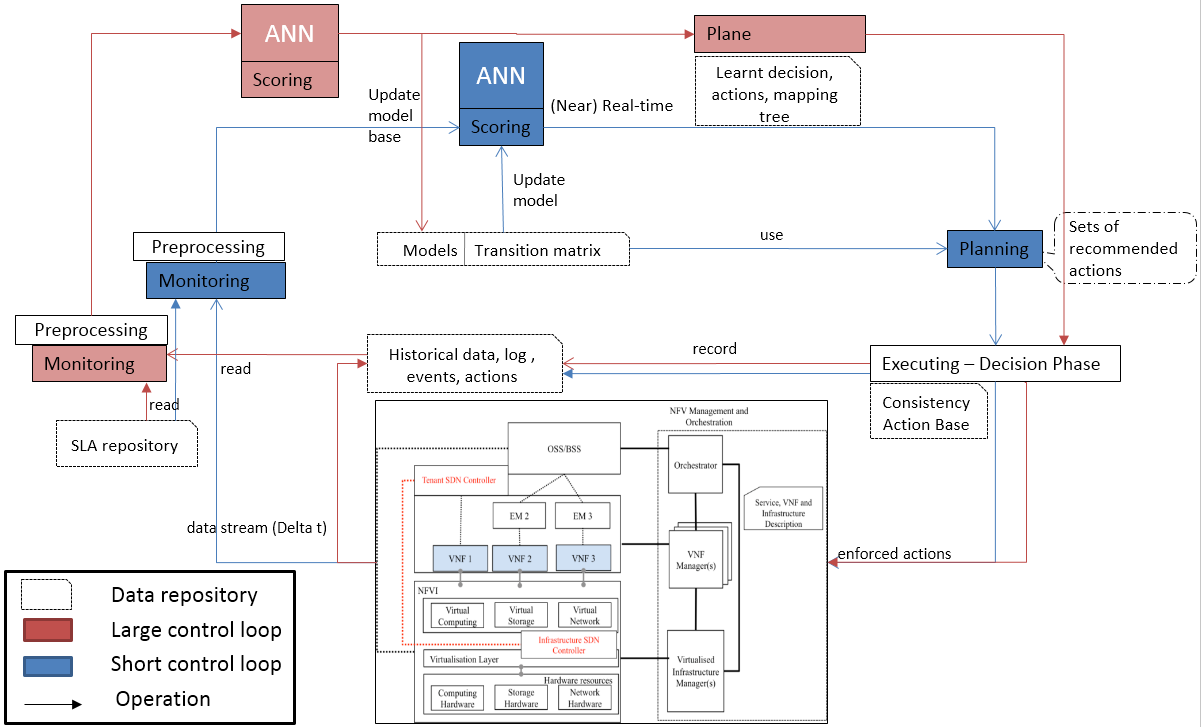 ANN
Scoring
Plane
Learnt decision,
actions, mapping
tree
ANN
Scoring
(Near) Real-time
Update
model
base
Update
model
Preprocessing
Monitoring
Models
Transition matrix
use
Planning
Sets of
recommended
actions
Preprocessing
Monitoring
read
read
SLA repository
Historical data, log ,
events, actions
record
Executing – Decision Phase
Consistency
Action Base
data stream (Delta t)
enforced actions
NFV Management and
Orchestration
OSS/BSS
Orchestrator
Tenant SDN Controller
Service, VNF and
Infrastructure
Description
EM 2
EM 3
VNF 1
VNF 2
VNF 3
VNF
Manager(s)
NFVI
Virtual
Computing
Virtual
Storage
Virtual
Network
Infrastructure SDN
Controller
Virtualisation Layer
Virtualised
Infrastructure
Manager(s)
Hardware resources
Computing
Hardware
Storage
Hardware
Network
Hardware
Data repository
Large control loop
Short control loop
Operation